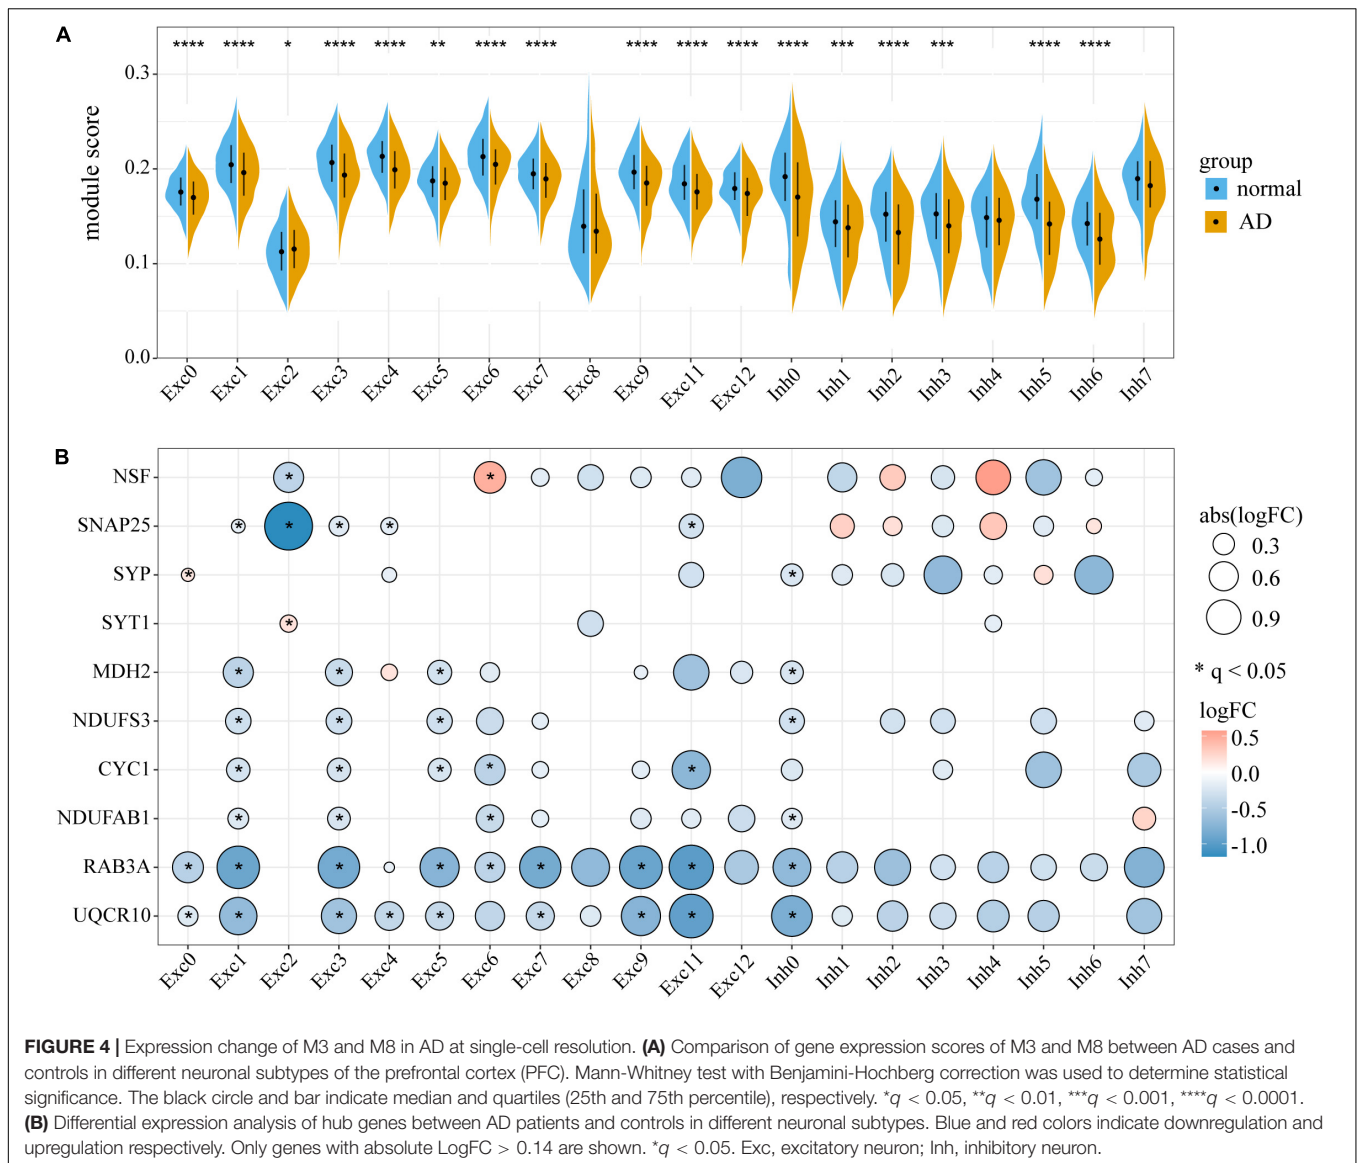 A
**** **** * **** **** ** **** **** **** **** **** **** *** **** *** **** ****
module score
0.3
0.2
0.1
0.0
Exc0 Exc1 Exc2 Exc3 Exc4 Exc5 Exc6 Exc7 Exc8 Exc9 Exc11 Exc12 Inh0 Inh1 Inh2 Inh3 Inh4 Inh5 Inh6 Inh7
group
normal
AD
B
NSF * *
SNAP25 * * * * *
SYP * *
SYT1 *
MDH2 * * * *
NDUFS3 * * * *
CYC1 * * * * *
NDUFAB1 * * * *
RAB3A * * * * * * * * *
UQCR10 * * * * * * * * *
Exc0 Exc1 Exc2 Exc3 Exc4 Exc5 Exc6 Exc7 Exc8 Exc9 Exc11 Exc12 Inh0 Inh1 Inh2 Inh3 Inh4 Inh5 Inh6 Inh7
abs(logFC)
0.3
0.6
0.9
* q < 0.05
logFC
0.5
0.0
-0.5
-1.0
FIGURE 4 | Expression change of M3 and M8 in AD at single-cell resolution. (A) Comparison of gene expression scores of M3 and M8 between AD cases and
controls in different neuronal subtypes of the prefrontal cortex (PFC). Mann-Whitney test with Benjamini-Hochberg correction was used to determine statistical
significance. The black circle and bar indicate median and quartiles (25th and 75th percentile), respectively. *q < 0.05, **q < 0.01, ***q < 0.001, ****q < 0.0001.
(B) Differential expression analysis of hub genes between AD patients and controls in different neuronal subtypes. Blue and red colors indicate downregulation and
upregulation respectively. Only genes with absolute LogFC > 0.14 are shown. *q < 0.05. Exc, excitatory neuron; Inh, inhibitory neuron.